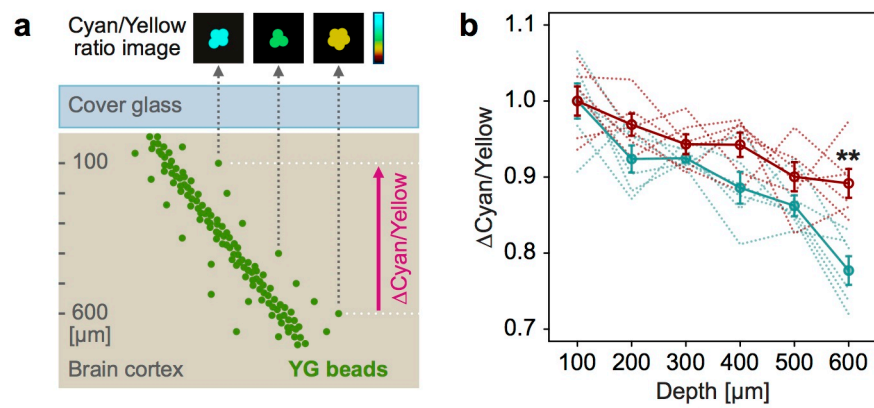 a
Cyan/Yellow
ratio image
Cover glass
100
ΔCyan/Yellow
600
[µm]
Brain cortex
YG beads
b
1.1
1.0
0.9
0.8
0.7
ΔCyan/Yellow
**
100 200 300 400 500 600
Depth [µm]